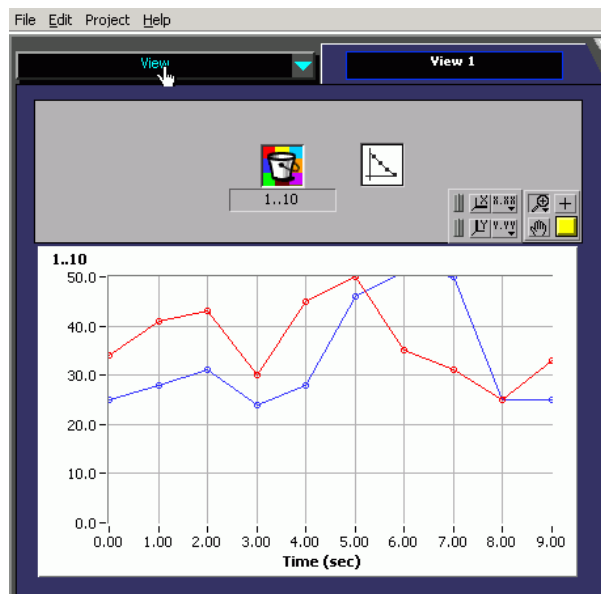 File Edit Project Help
View
View 1
1..10
X X.XX
Y Y.YY
1..10
50.0
40.0
30.0
20.0
10.0
0.0
0.00 1.00 2.00 3.00 4.00 5.00 6.00 7.00 8.00 9.00
Time (sec)